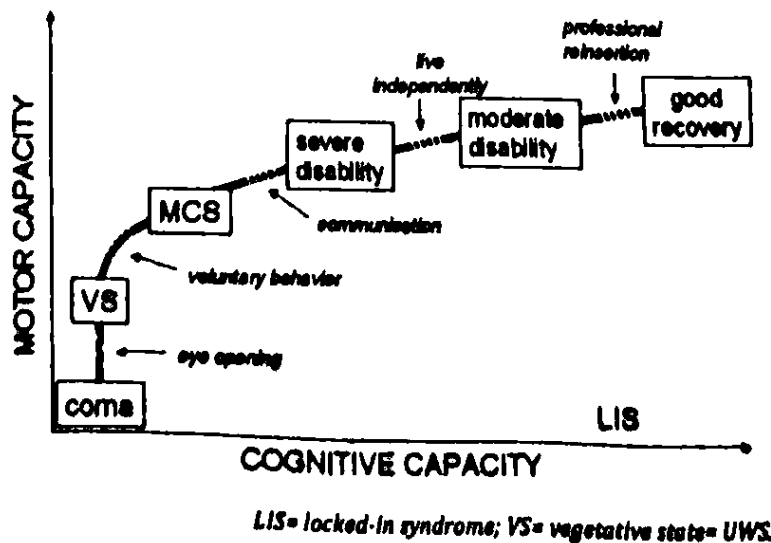 professional
reinsertion
live
independently
good
recovery
moderate
disability
severe
disability
MCS
communication
voluntary behavior
VS
eye opening
coma
LIS
MOTOR CAPACITY
COGNITIVE CAPACITY
LIS= locked-in syndrome; VS= vegetative state= UWS.